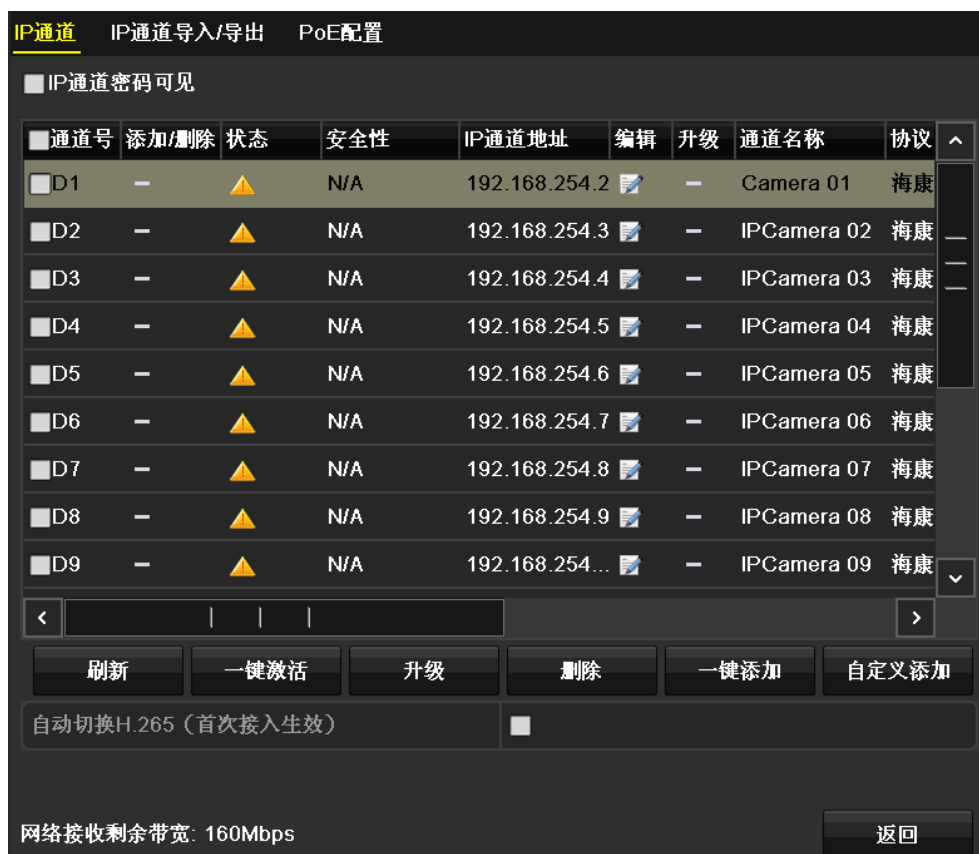 IP通道 IP通道导入/导出 PoE配置
IP通道密码可见
通道号 添加/删除 状态 安全性 IP通道地址 编辑 升级 通道名称 协议
D1 – N/A 192.168.254.2 – Camera 01 海康
D2 – N/A 192.168.254.3 – IPCamera 02 海康
D3 – N/A 192.168.254.4 – IPCamera 03 海康
D4 – N/A 192.168.254.5 – IPCamera 04 海康
D5 – N/A 192.168.254.6 – IPCamera 05 海康
D6 – N/A 192.168.254.7 – IPCamera 06 海康
D7 – N/A 192.168.254.8 – IPCamera 07 海康
D8 – N/A 192.168.254.9 – IPCamera 08 海康
D9 – N/A 192.168.254... – IPCamera 09 海康
刷新 一键激活 升级 删除 一键添加 自定义添加
自动切换H.265（首次接入生效）
网络接收剩余带宽: 160Mbps 返回